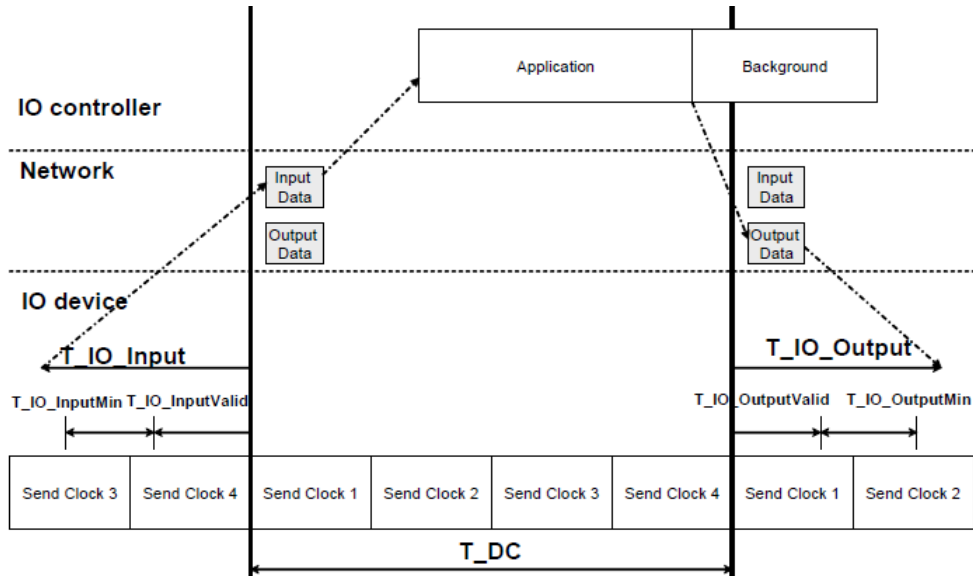 Application
Background
IO controller
Network
Input
Data
Input
Data
Output
Data
Output
Data
IO device
T_IO_Input
T_IO_Output
T_IO_InputMin
T_IO_InputValid
T_IO_OutputValid
T_IO_OutputMin
Send Clock 3
Send Clock 4
Send Clock 1
Send Clock 2
Send Clock 3
Send Clock 4
Send Clock 1
Send Clock 2
T_DC